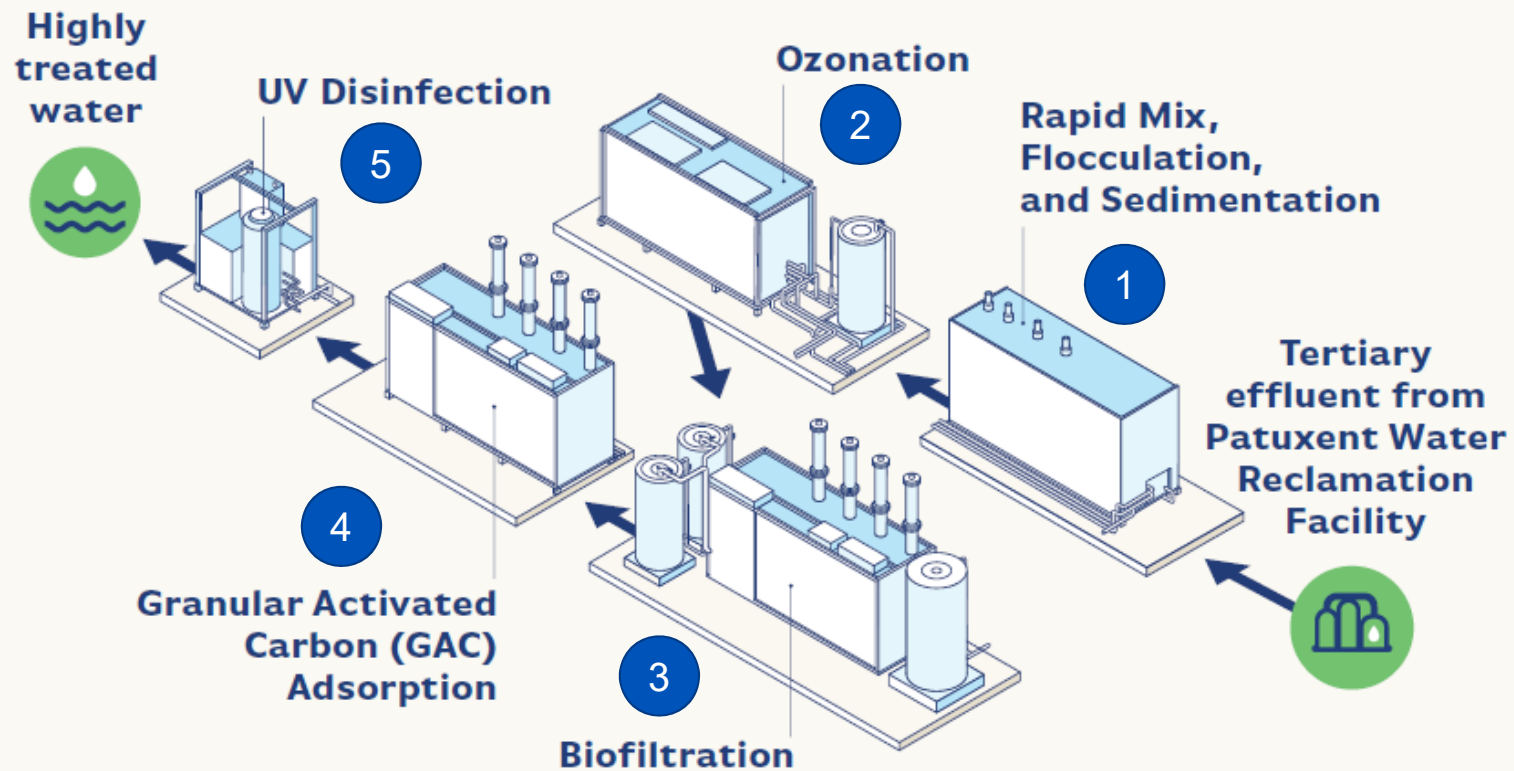 Highly
treated
water
UV Disinfection
5
Ozonation
2
Rapid Mix,
Flocculation,
and Sedimentation
1
Tertiary
effluent from
Patuxent Water
Reclamation
Facility
4
Granular Activated
Carbon (GAC)
Adsorption
3
Biofiltration